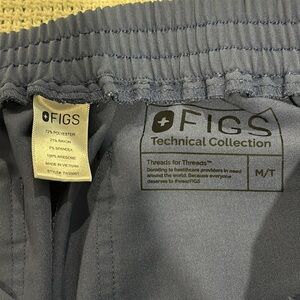 FIGS
72% POLYESTER
21% RAYON
7% SPANDEX
100% AWESOME
MADE IN VIETNAM
FIGS
Technical Collection
Threads for Threads™
Donating to healthcare providers in need
around the world. Because everyone
deserves to #wearFIGS
M/T